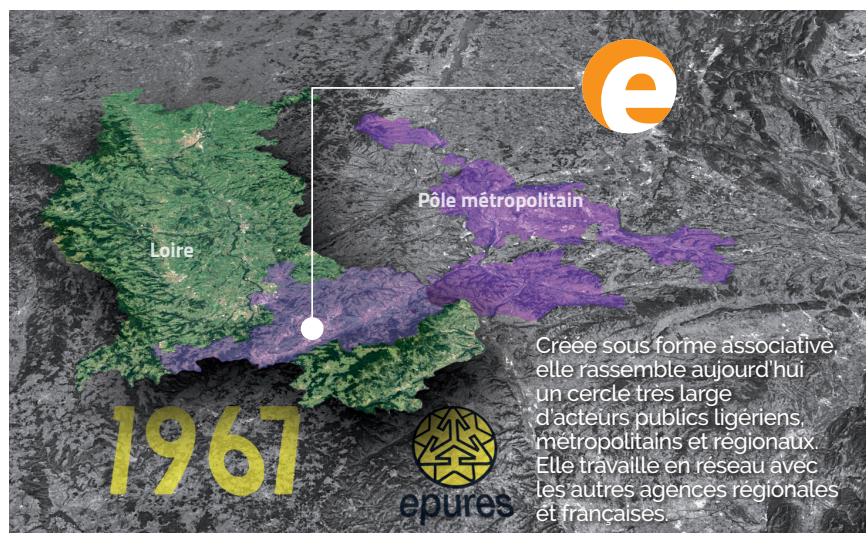 e
Pôle métropolitain
Loire
Créée sous forme associative,
elle rassemble aujourd'hui
un cercle très large
d'acteurs publics ligériens,
métropolitains et régionaux.
Elle travaille en réseau avec
les autres agences régionales
et françaises.
1967
epures